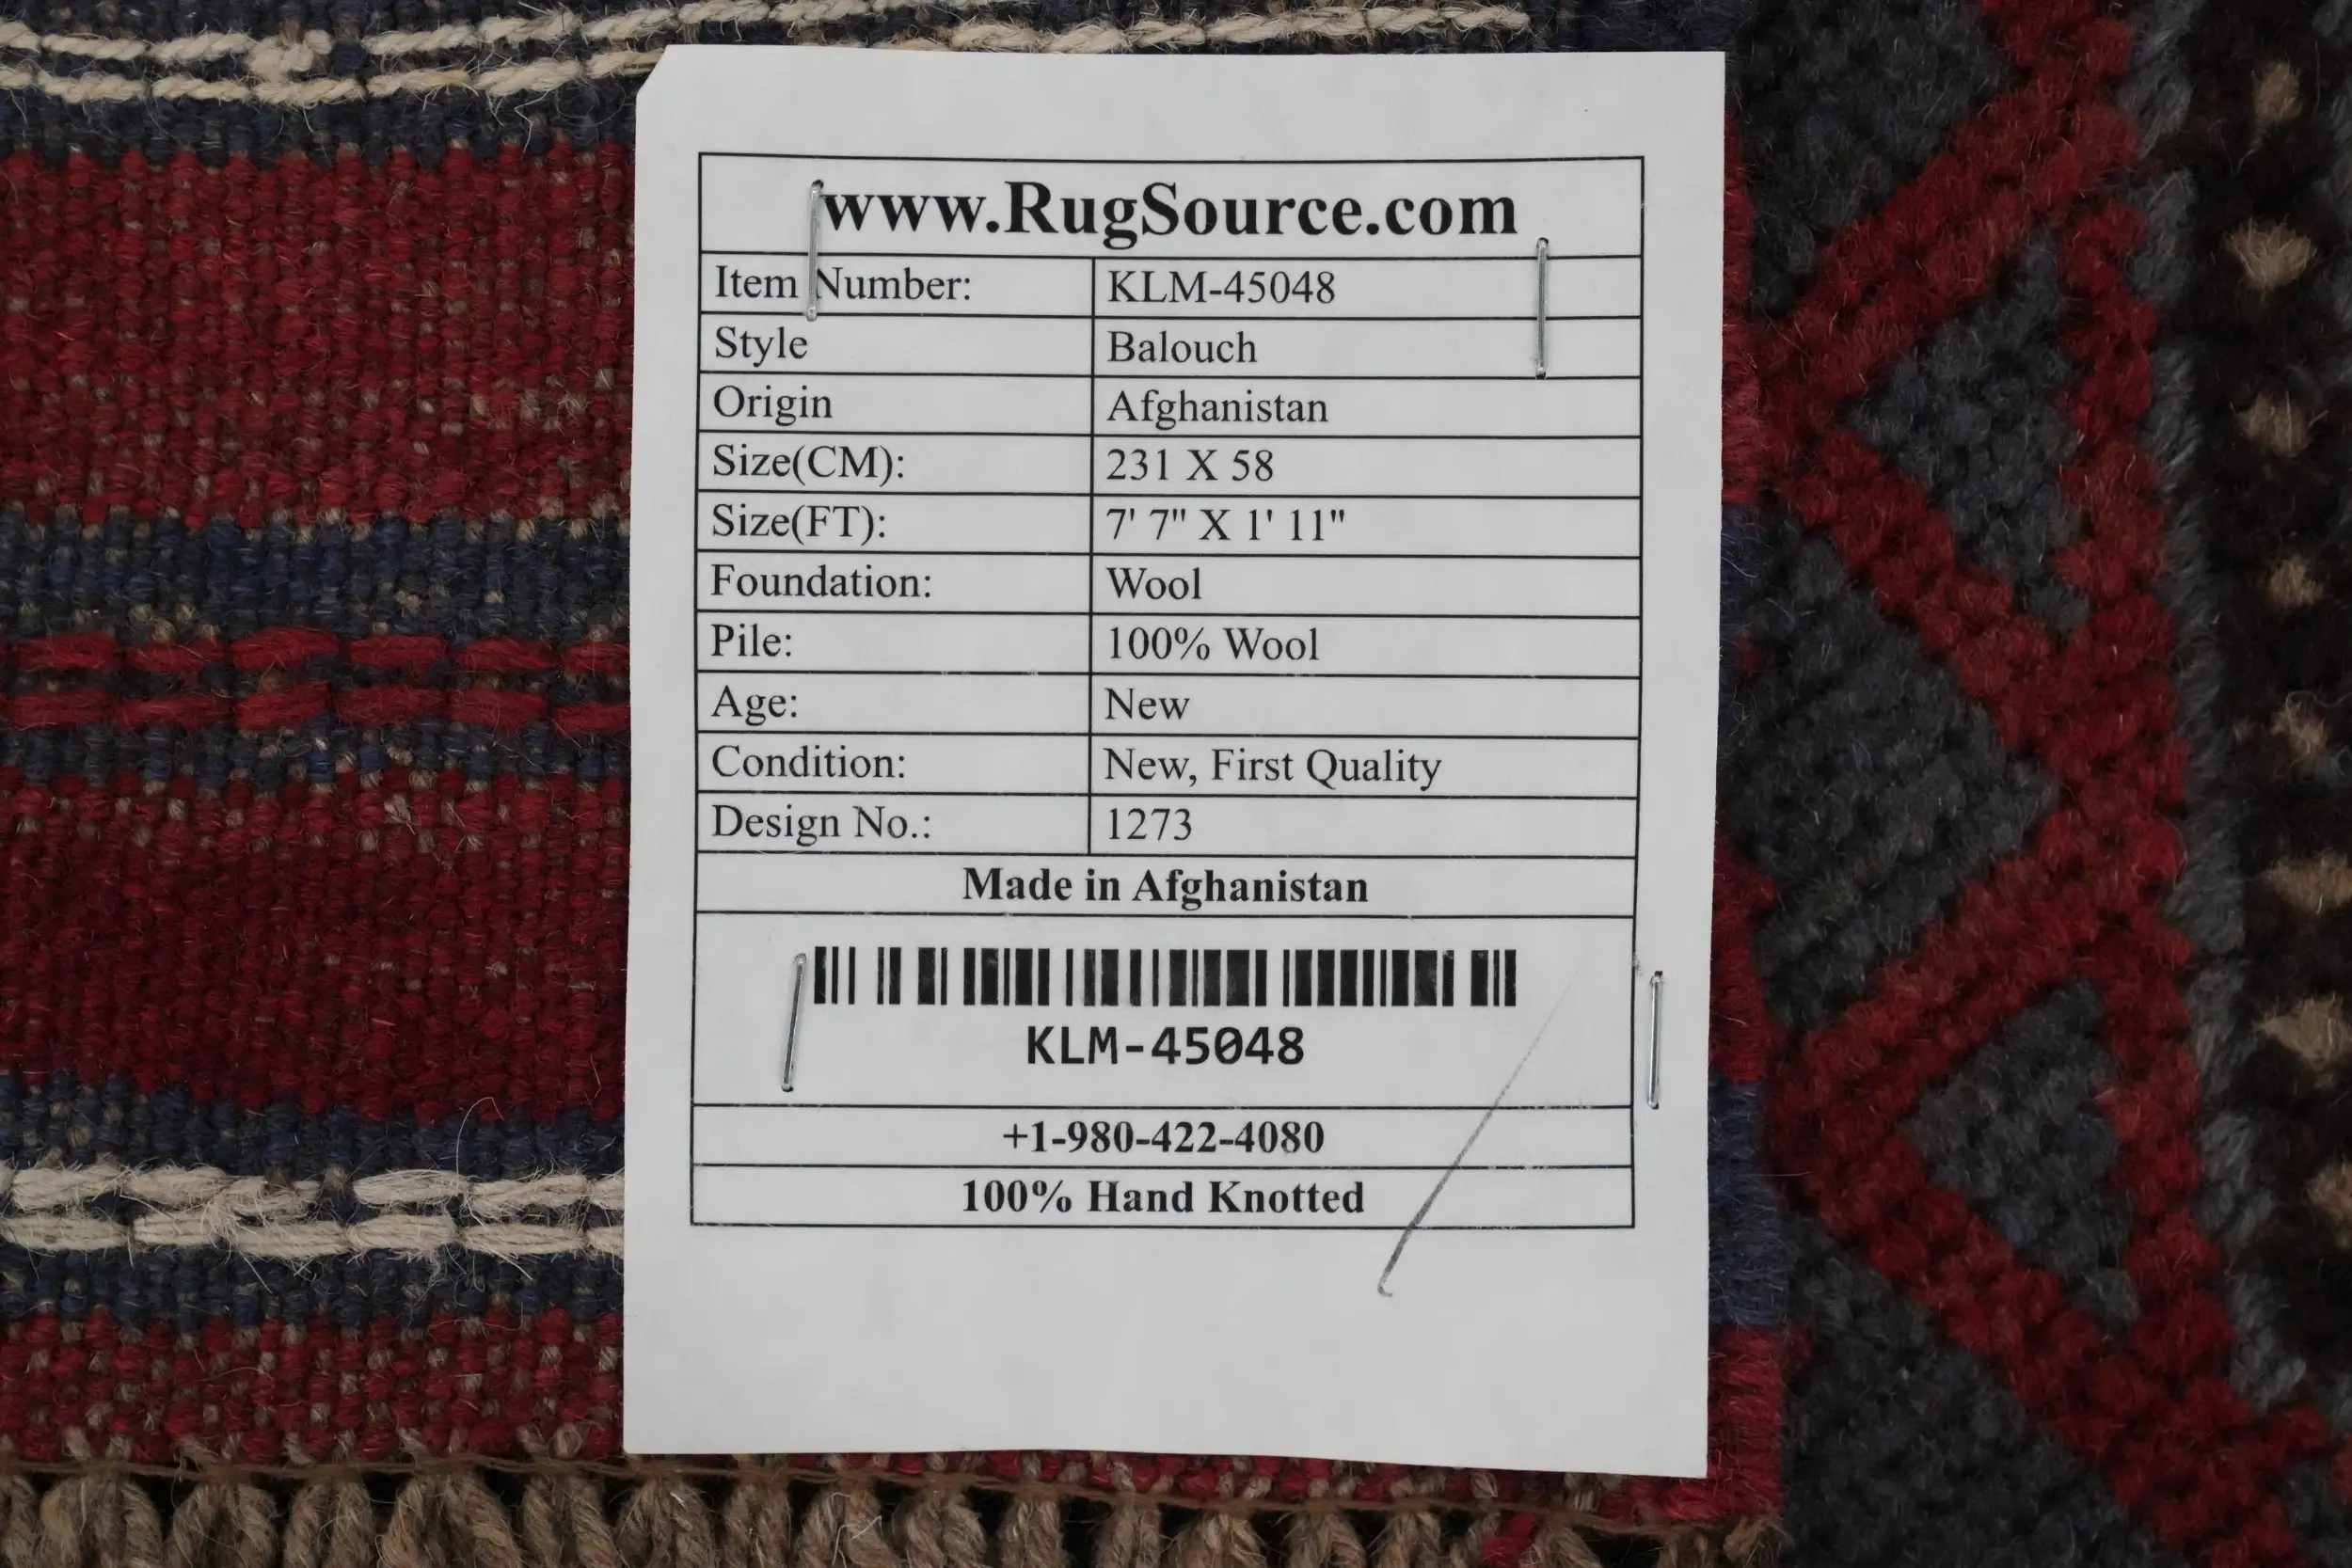 www.RugSource.com
Item Number: KLM-45048
Style Balouch
Origin Afghanistan
Size(CM): 231 X 58
Size(FT): 7' 7" X 1' 11"
Foundation: Wool
Pile: 100% Wool
Age: New
Condition: New, First Quality
Design No.: 1273
Made in Afghanistan
KLM-45048
+1-980-422-4080
100% Hand Knotted